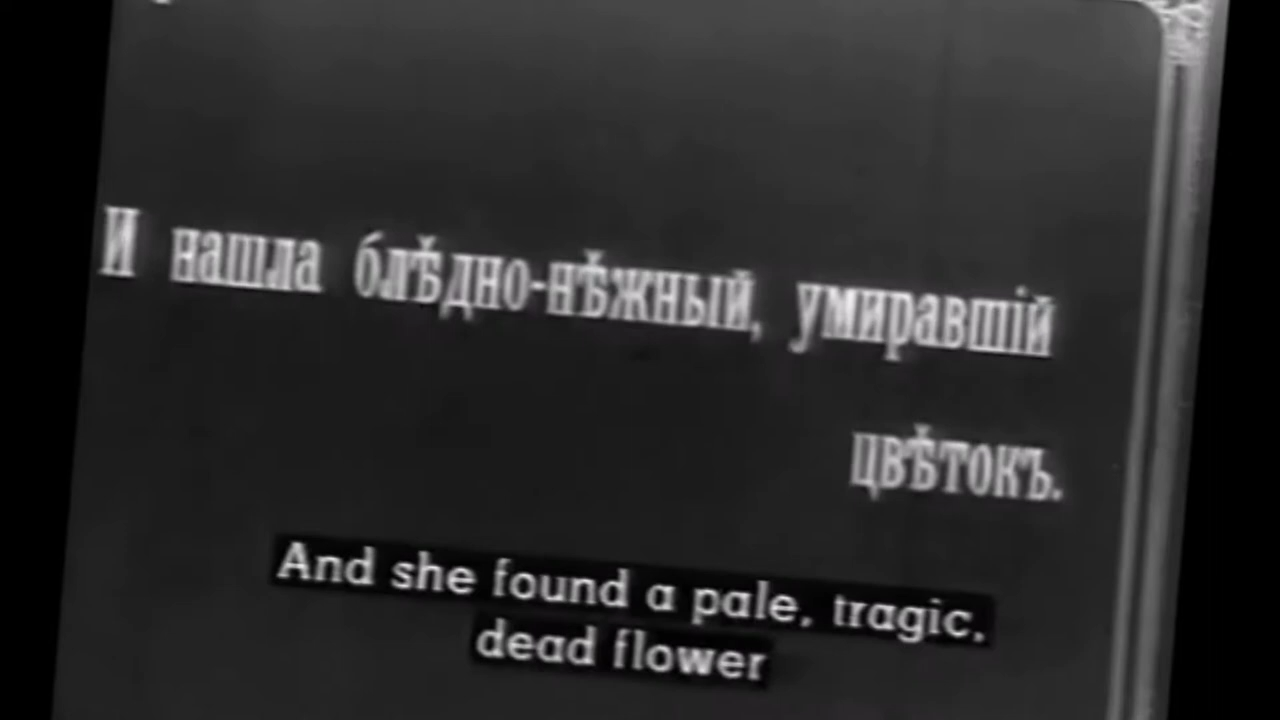 И нашла блѣдно-нѣжный, умиравшій
цвѣтокъ.
And she found a pale, tragic,
dead flower